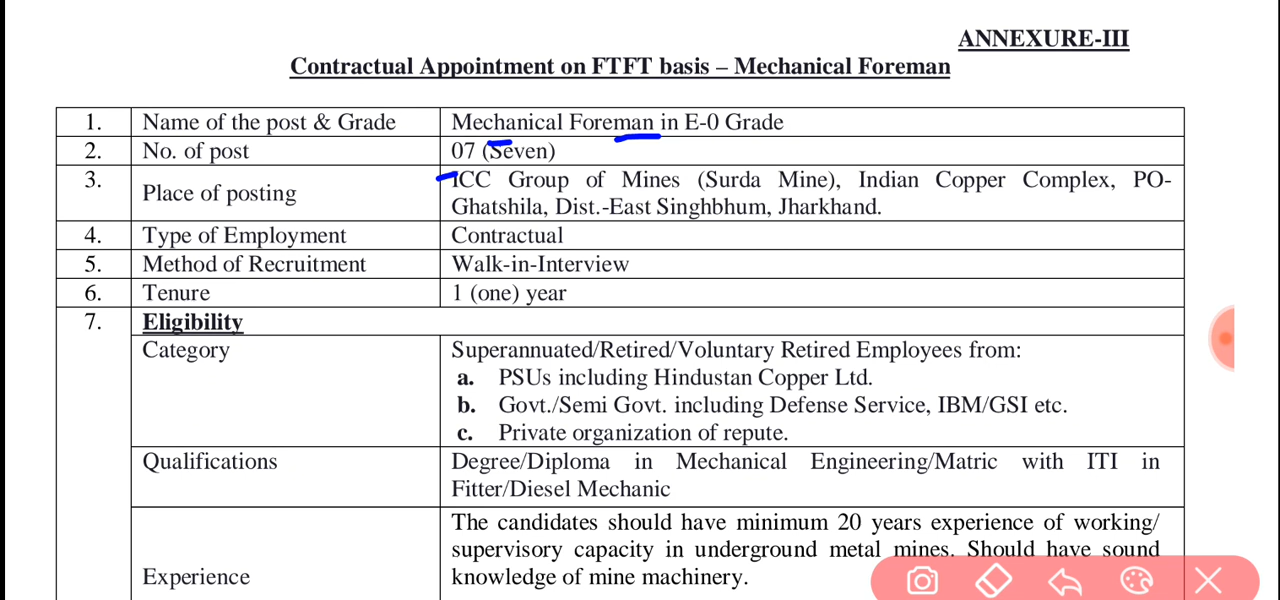 ANNEXURE-III
Contractual Appointment on FTFT basis – Mechanical Foreman
1. Name of the post & Grade Mechanical Foreman in E-0 Grade
2. No. of post 07 (Seven)
3. Place of posting ICC Group of Mines (Surda Mine), Indian Copper Complex, PO-
Ghatshila, Dist.-East Singhbhum, Jharkhand.
4. Type of Employment Contractual
5. Method of Recruitment Walk-in-Interview
6. Tenure 1 (one) year
7. Eligibility
Category Superannuated/Retired/Voluntary Retired Employees from:
a. PSUs including Hindustan Copper Ltd.
b. Govt./Semi Govt. including Defense Service, IBM/GSI etc.
c. Private organization of repute.
Qualifications Degree/Diploma in Mechanical Engineering/Matric with ITI in
Fitter/Diesel Mechanic
The candidates should have minimum 20 years experience of working/
supervisory capacity in underground metal mines. Should have sound
Experience knowledge of mine machinery.